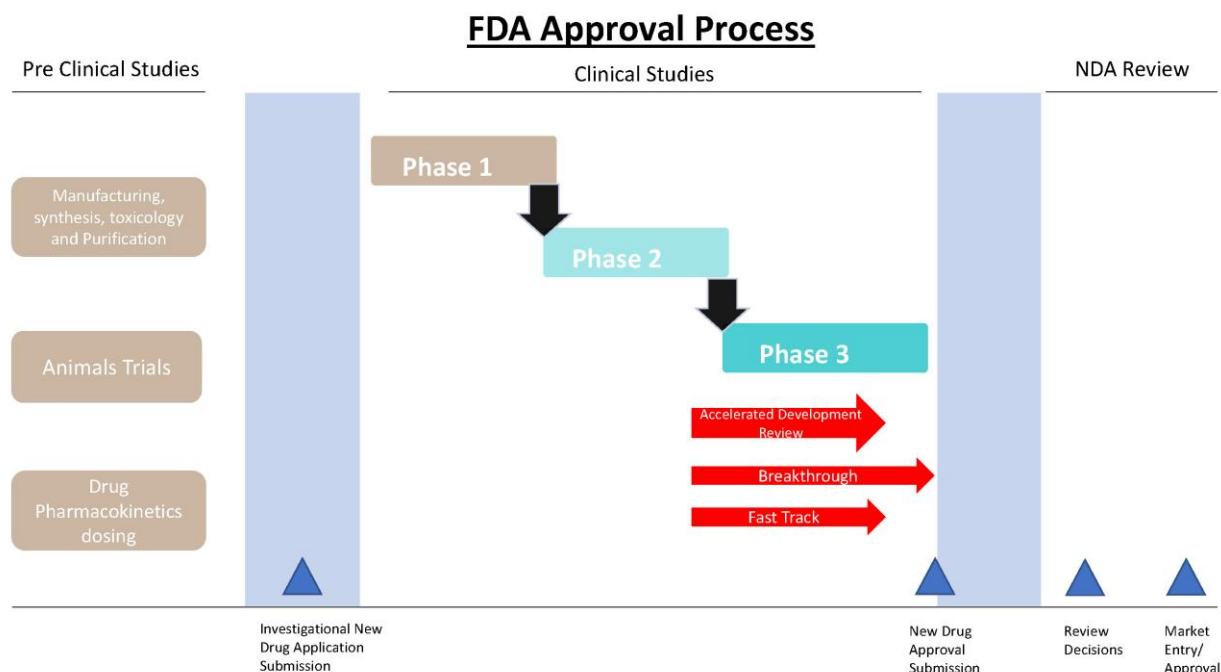 FDA Approval Process
Pre Clinical Studies
Clinical Studies
NDA Review
Phase 1
Manufacturing,
synthesis, toxicology
and Purification
Phase 2
Animals Trials
Phase 3
Accelerated Development
Review
Breakthrough
Drug
Pharmacokinetics
dosing
Fast Track
Investigational New
Drug Application
Submission
New Drug
Approval
Submission
Review
Decisions
Market
Entry/
Approval